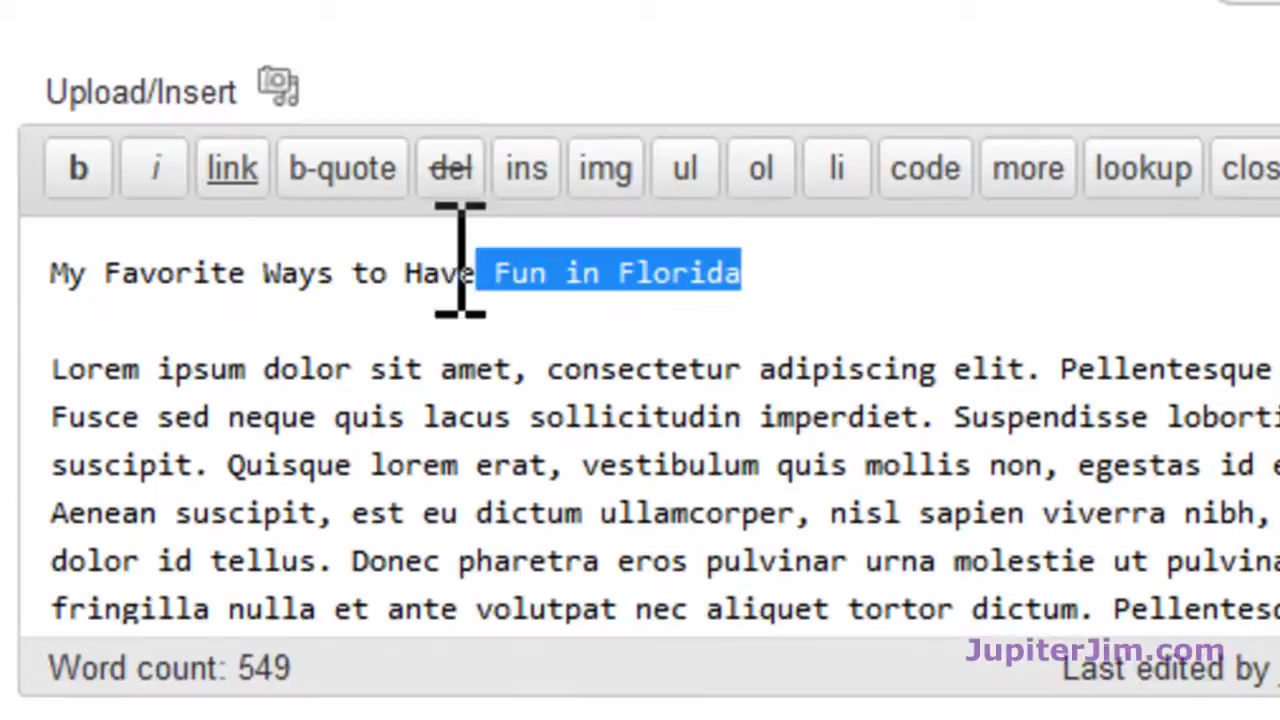 Upload/Insert
b i link b-quote del ins img ul ol li code more lookup clos
My Favorite Ways to Have Fun in Florida
Lorem ipsum dolor sit amet, consectetur adipiscing elit. Pellentesque
Fusce sed neque quis lacus sollicitudin imperdiet. Suspendisse loborti
suscipit. Quisque lorem erat, vestibulum quis mollis non, egestas id e
Aenean suscipit, est eu dictum ullamcorper, nisl sapien viverra nibh,
dolor id tellus. Donec pharetra eros pulvinar urna molestie ut pulvina
fringilla nulla et ante volutpat nec aliquet tortor dictum. Pellentesq
JupiterJim.com
Word count: 549 Last edited by